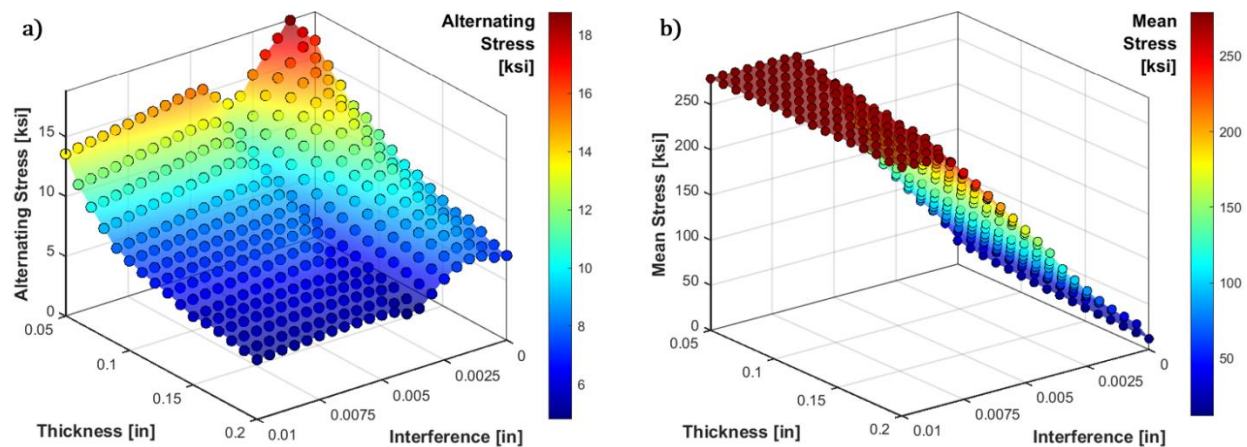 a)
Alternating
Stress
[ksi]
Alternating Stress [ksi]
15
10
5
0
0.05
0.1
0.15
0.2
Thickness [in]
0.01
0.0075
0.005
0.0025
0
Interference [in]
18
16
14
12
10
8
6
b)
Mean
Stress
[ksi]
Mean Stress [ksi]
250
200
150
100
50
0
0.05
0.1
0.15
0.2
Thickness [in]
0.01
0.0075
0.005
0.0025
0
Interference [in]
250
200
150
100
50